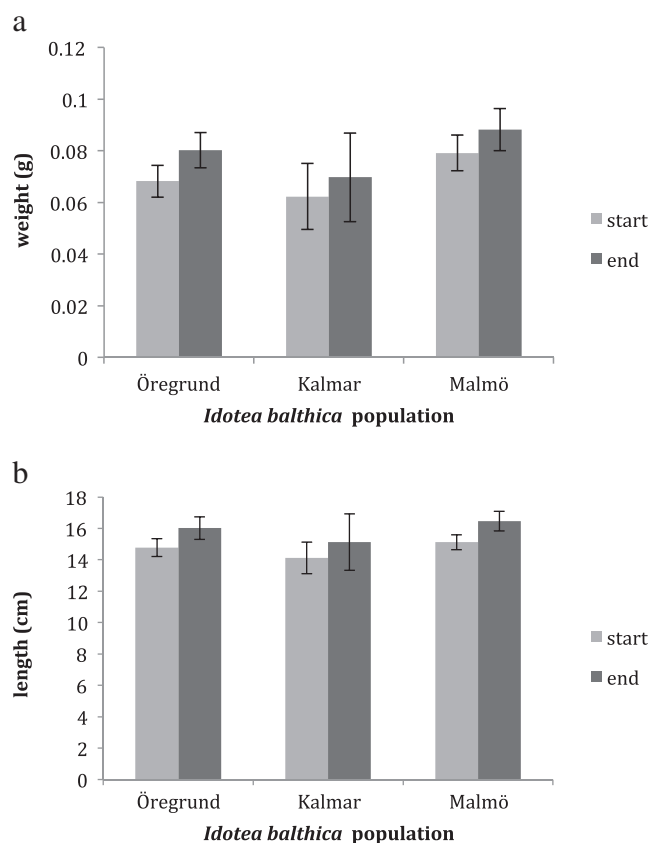 a
0.12
0.1
0.08
0.06
0.04
0.02
0
weight (g)
Öregrund Kalmar Malmö
Idotea balthica population
start
end
b
18
16
14
12
10
8
6
4
2
0
length (cm)
Öregrund Kalmar Malmö
Idotea balthica population
start
end